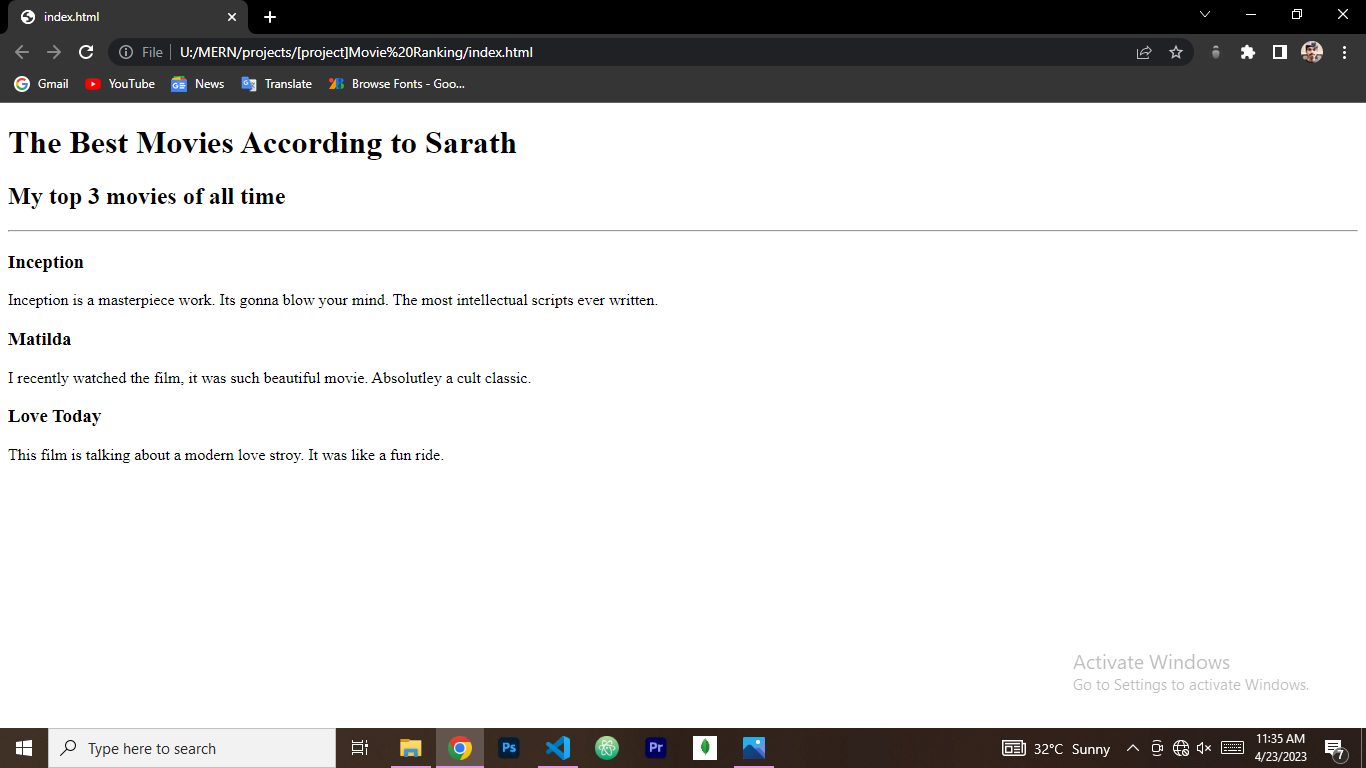 index.html
File
U:/MERN/projects/[project]Movie%20Ranking/index.html
Gmail
YouTube
News
Translate
Browse Fonts - Goo...
The Best Movies According to Sarath
My top 3 movies of all time
Inception
Inception is a masterpiece work. Its gonna blow your mind. The most intellectual scripts ever written.
Matilda
I recently watched the film, it was such beautiful movie. Absolutley a cult classic.
Love Today
This film is talking about a modern love stroy. It was like a fun ride.
Activate Windows
Go to Settings to activate Windows.
Type here to search
Ps
Pr
32°C Sunny
11:35 AM
4/23/2023
7